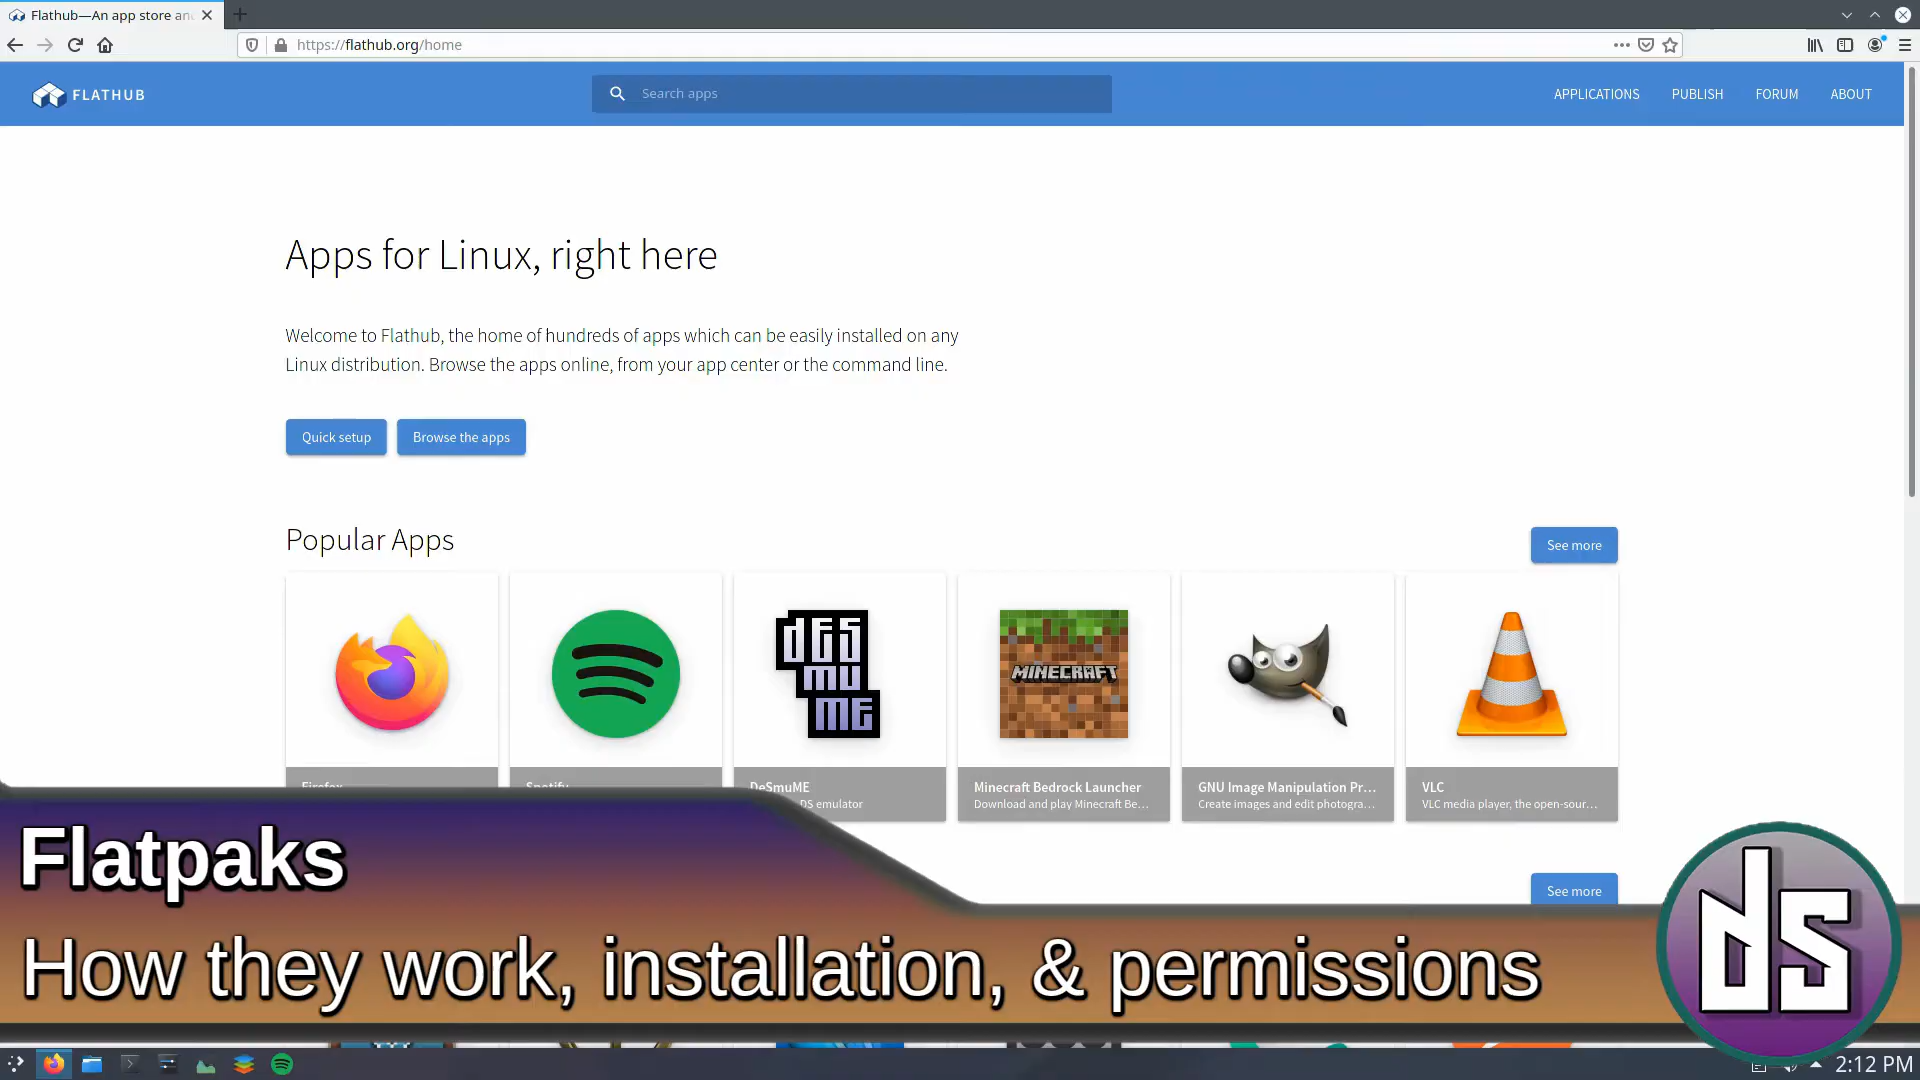 Flathub—An app store an
https://flathub.org/home
FLATHUB
Search apps
APPLICATIONS
PUBLISH
FORUM
ABOUT
Apps for Linux, right here
Welcome to Flathub, the home of hundreds of apps which can be easily installed on any
Linux distribution. Browse the apps online, from your app center or the command line.
Quick setup
Browse the apps
Popular Apps
See more
DeSmuME
DS emulator
MINECRAFT
Minecraft Bedrock Launcher
Download and play Minecraft Be...
GNU Image Manipulation Pr...
Create images and edit photogra...
VLC
VLC media player, the open-sour...
Firefox
Spotify
DeSmuME
See more
Flatpaks
How they work, installation, & permissions
dS
2:12 PM